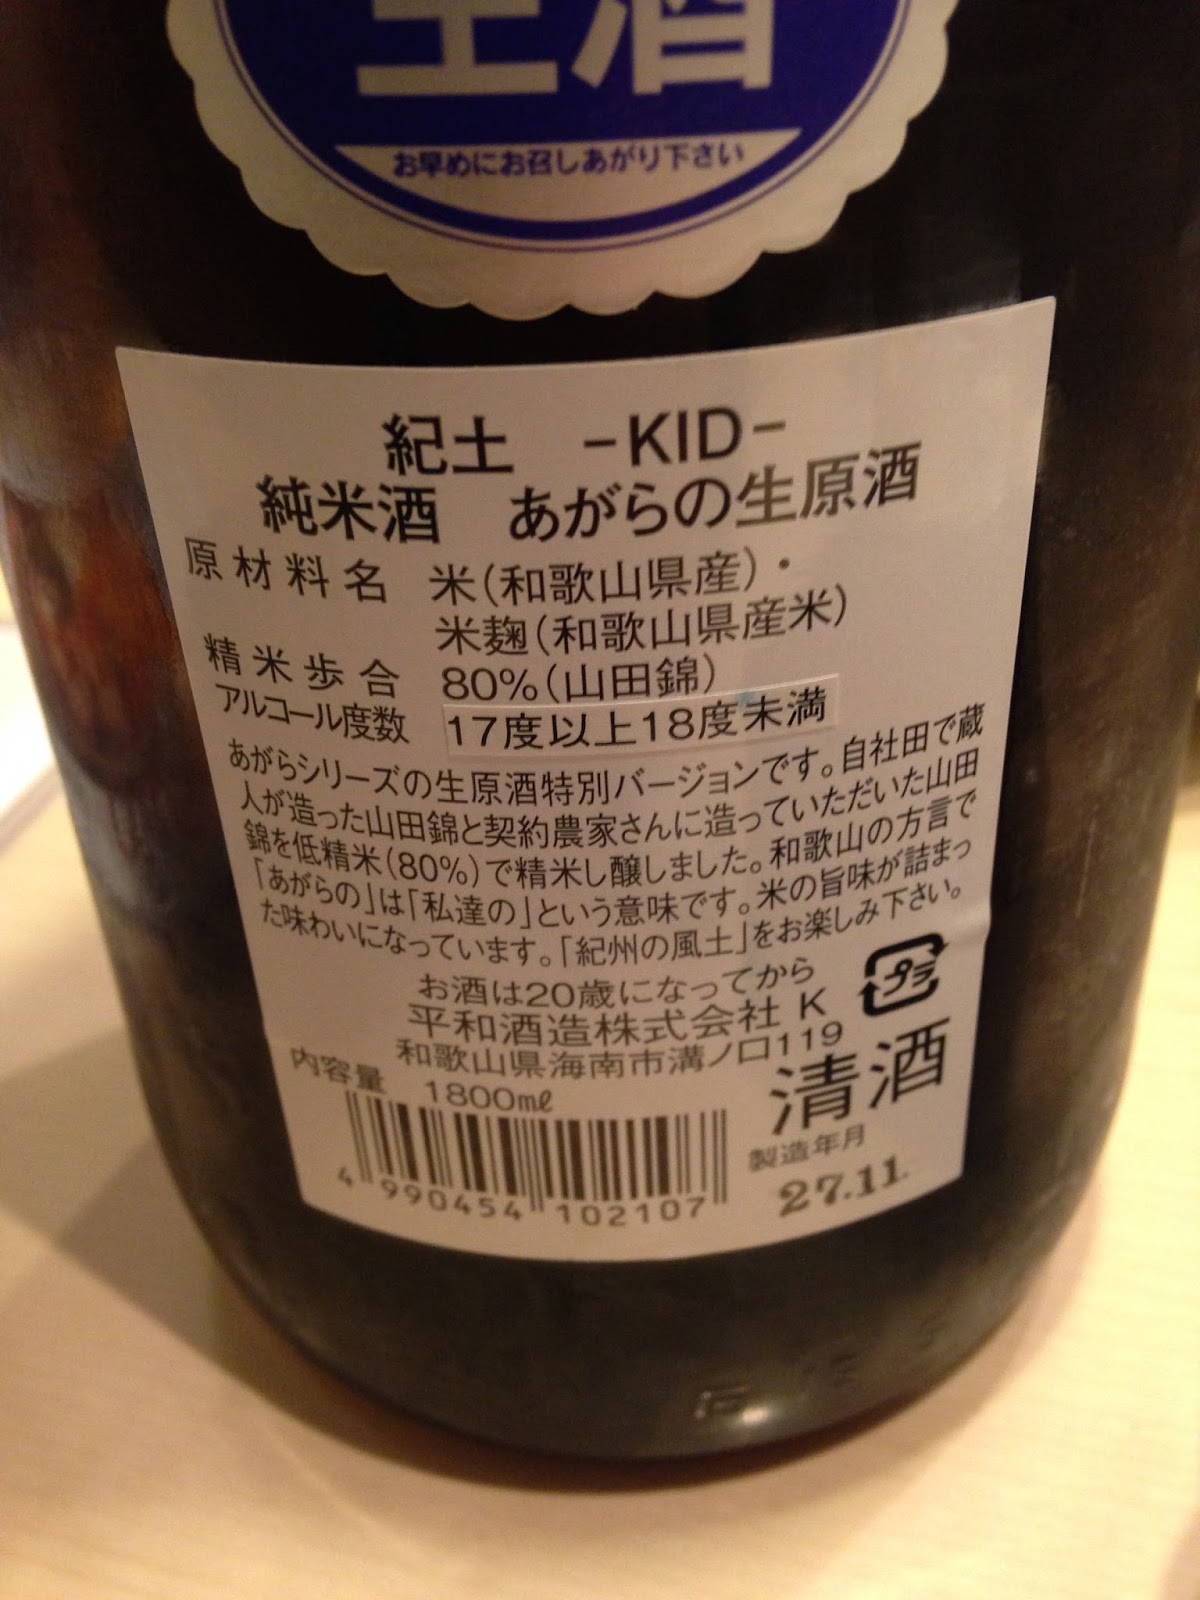 生酒
お早めにお召しあがり下さい
紀土 －KID－
純米酒 あがらの生原酒
原材料名 米(和歌山県産)・
米麹(和歌山県産米)
精米歩合 80%(山田錦)
アルコール度数 17度以上18度未満
あがらシリーズの生原酒特別バージョンです。自社田で蔵
人が造った山田錦と契約農家さんに造っていただいた山田
錦を低精米(80%)で精米し醸しました。和歌山の方言で
「あがらの」は「私達の」という意味です。米の旨味が詰まっ
た味わいになっています。「紀州の風土」をお楽しみ下さい。
お酒は20歳になってから
プラ
平和酒造株式会社 K
和歌山県海南市溝ノ口119
内容量 1800㎖
清酒
製造年月
27.11.
4 990454 102107